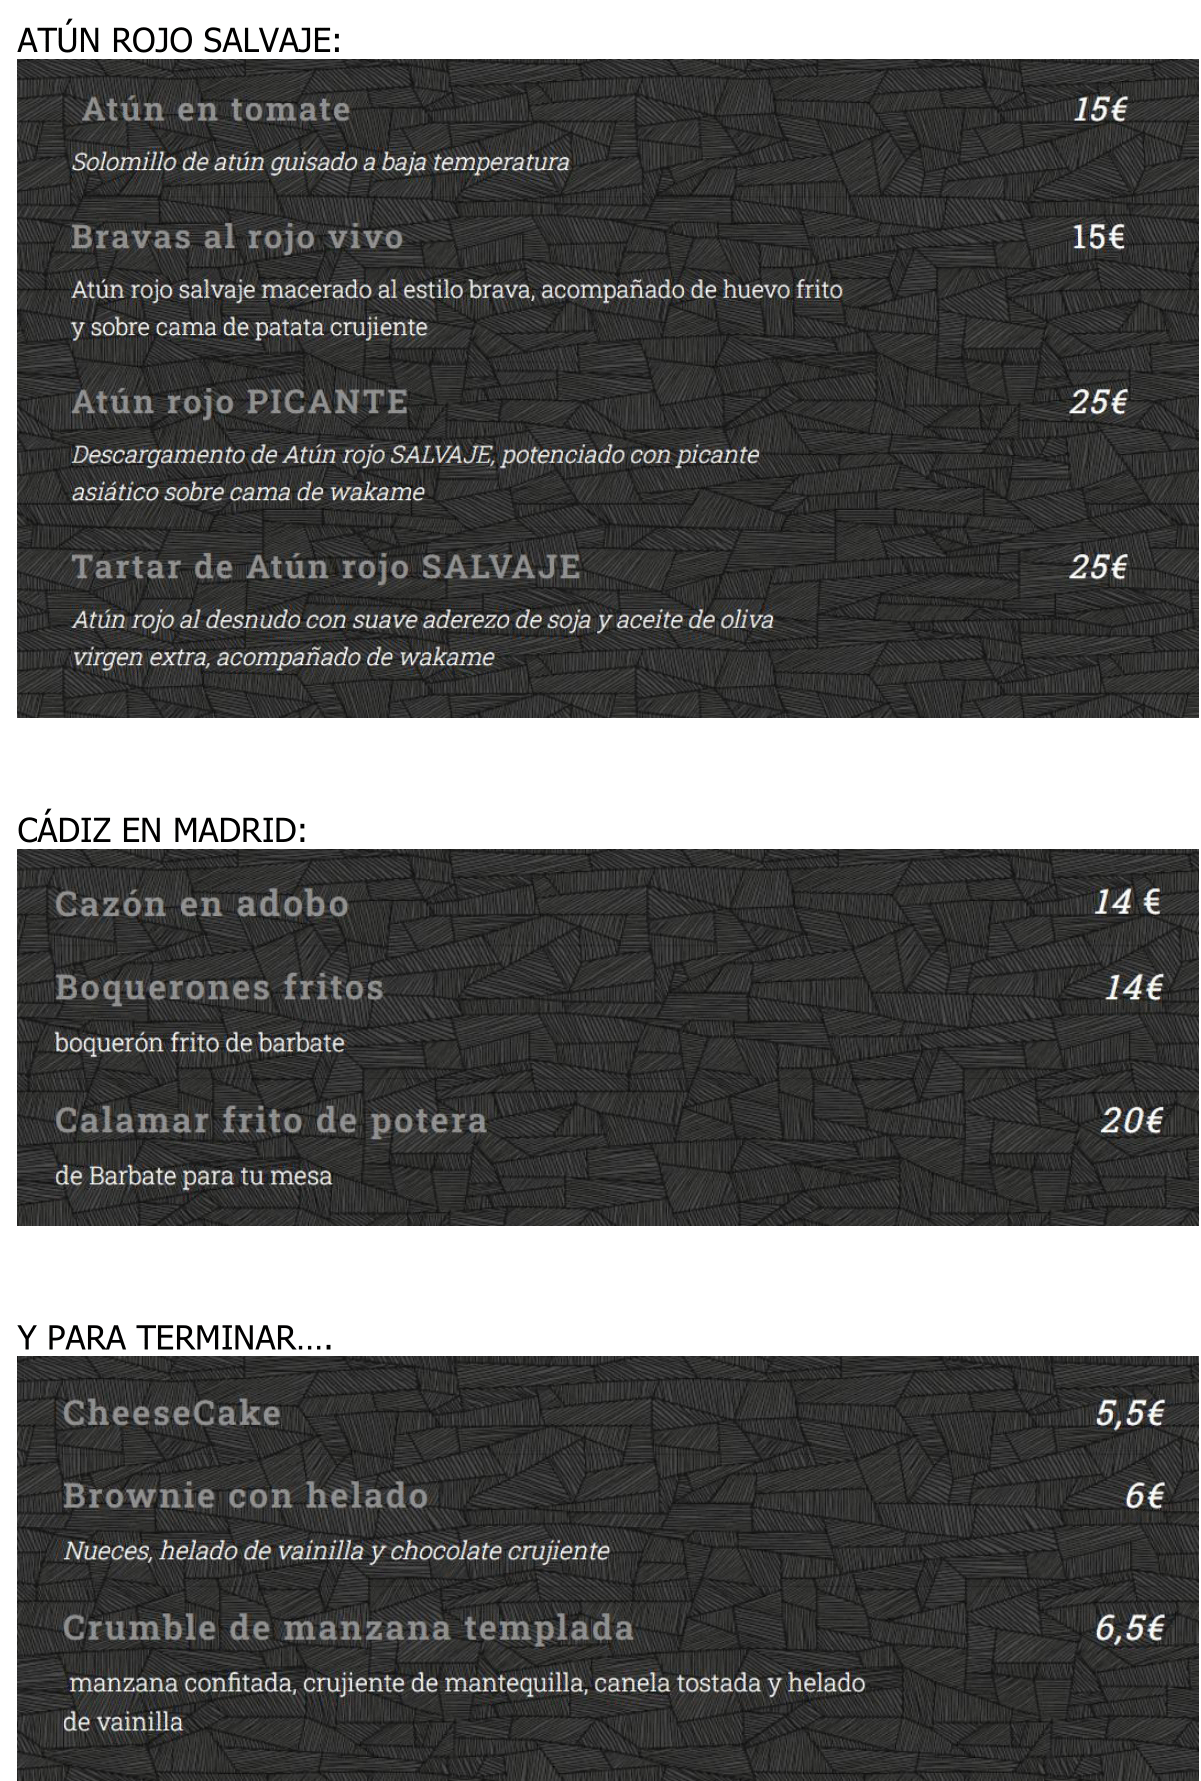 ATÚN ROJO SALVAJE:
Atún en tomate 15€
Solomillo de atún guisado a baja temperatura
Bravas al rojo vivo 15€
Atún rojo salvaje macerado al estilo brava, acompañado de huevo frito
y sobre cama de patata crujiente
Atún rojo PICANTE 25€
Descargamento de Atún rojo SALVAJE, potenciado con picante
asiático sobre cama de wakame
Tartar de Atún rojo SALVAJE 25€
Atún rojo al desnudo con suave aderezo de soja y aceite de oliva
virgen extra, acompañado de wakame
CÁDIZ EN MADRID:
Cazón en adobo 14 €
Boquerones fritos 14€
boquerón frito de barbate
Calamar frito de potera 20€
de Barbate para tu mesa
Y PARA TERMINAR....
CheeseCake 5,5€
Brownie con helado 6€
Nueces, helado de vainilla y chocolate crujiente
Crumble de manzana templada 6,5€
manzana confitada, crujiente de mantequilla, canela tostada y helado
de vainilla